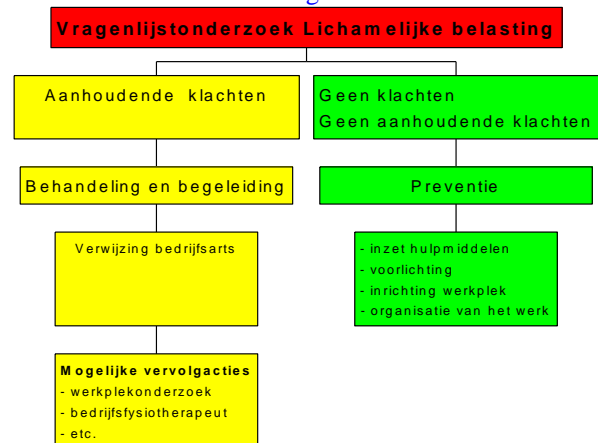 Vragenlijstonderzoek Lichamelijke belasting
Aanhoudende klachten
Geen klachten
Geen aanhoudende klachten
Behandeling en begeleiding
Preventie
Verwijzing bedrijfsarts
- inzet hulpmiddelen
- voorlichting
- inrichting werkplek
- organisatie van het werk
Mogelijke vervolgacties
- werkplekonderzoek
- bedrijfsfysiotherapeut
- etc.